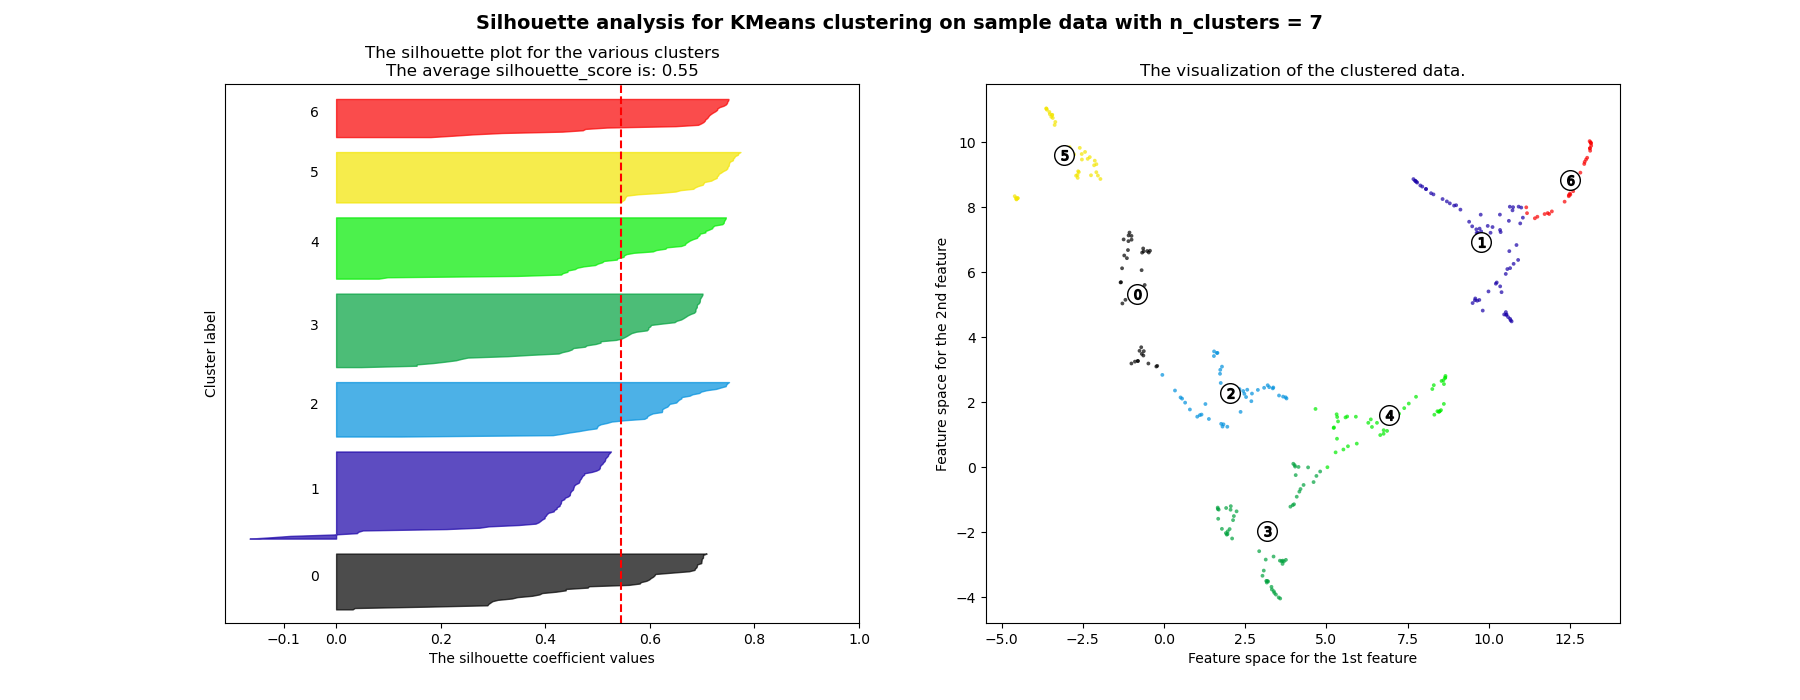 Silhouette analysis for KMeans clustering on sample data with n_clusters = 7
The silhouette plot for the various clusters
The average silhouette_score is: 0.55
Cluster label
6
5
4
3
2
1
0
−0.1 0.0 0.2 0.4 0.6 0.8 1.0
The silhouette coefficient values
The visualization of the clustered data.
Feature space for the 2nd feature
10
8
6
4
2
0
−2
−4
5
6
1
0
2
4
3
−5.0 −2.5 0.0 2.5 5.0 7.5 10.0 12.5
Feature space for the 1st feature